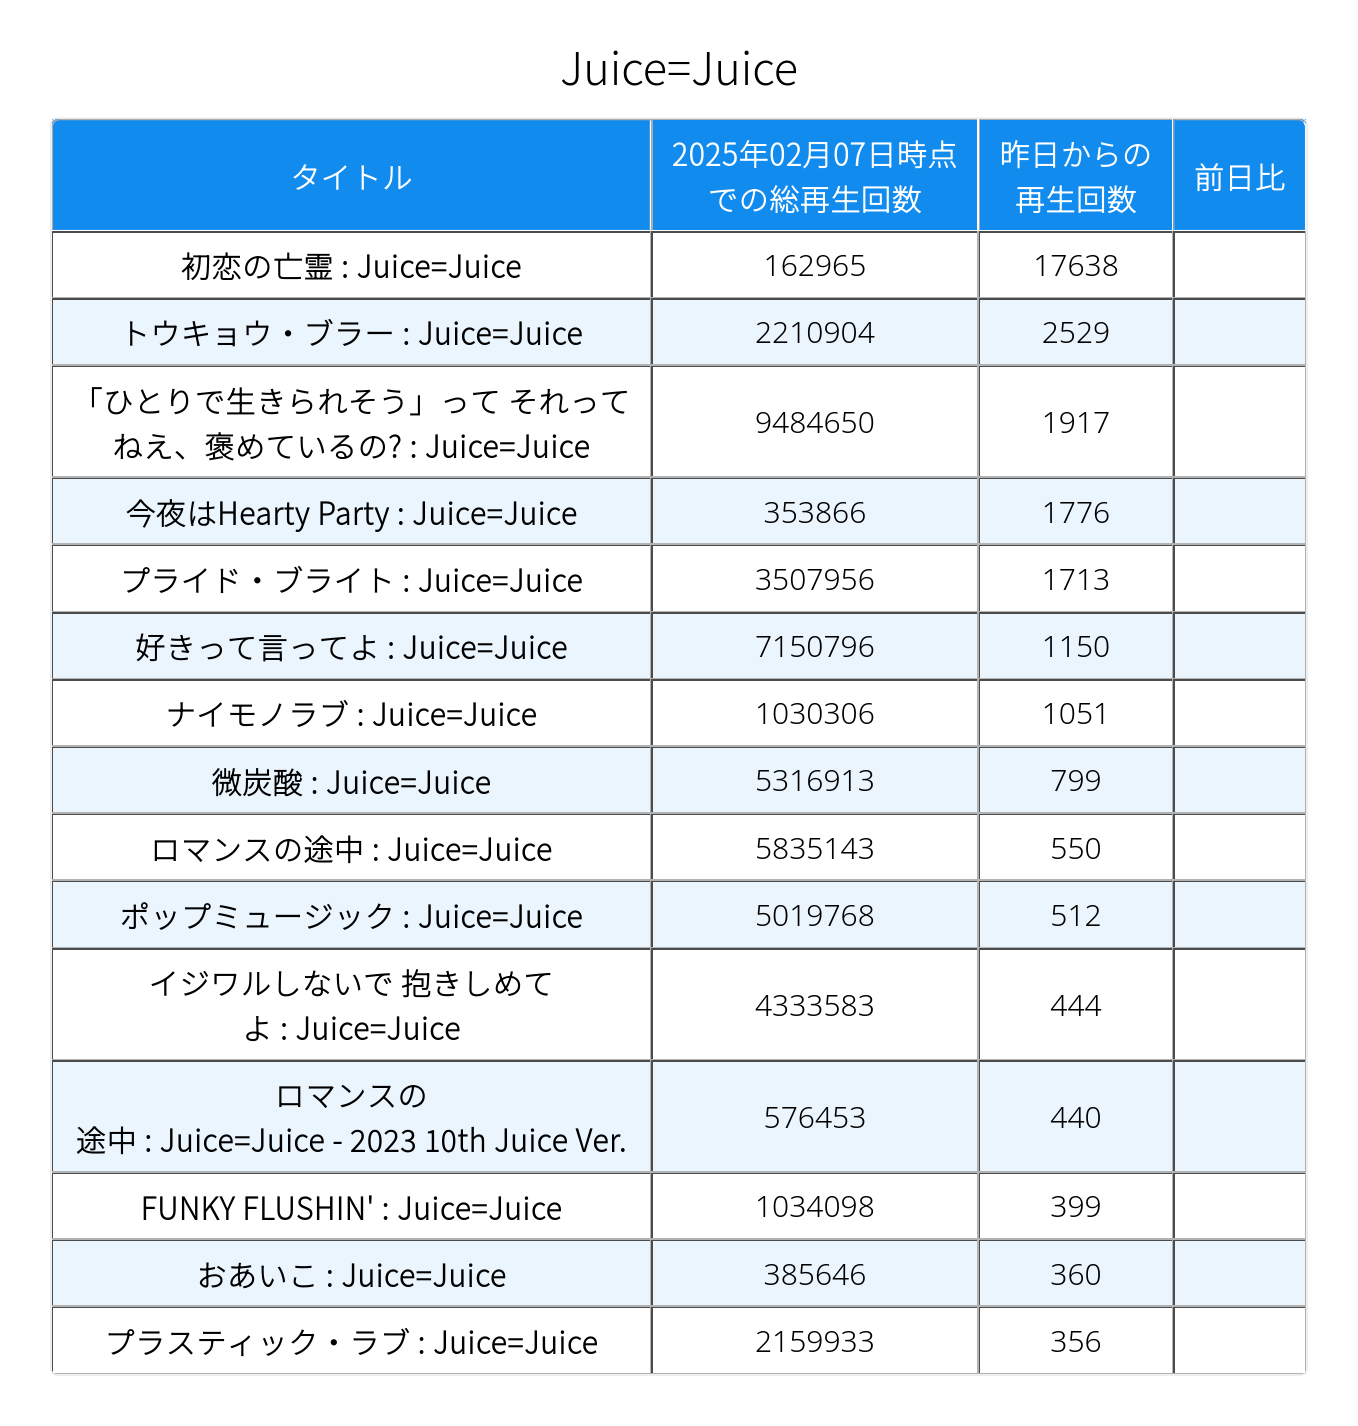 Juice=Juice
タイトル
2025年02月07日時点
での総再生回数
昨日からの
再生回数
前日比
初恋の亡霊 : Juice=Juice
162965
17638
トウキョウ・ブラー : Juice=Juice
2210904
2529
「ひとりで生きられそう」って それって
ねえ、褒めているの? : Juice=Juice
9484650
1917
今夜はHearty Party : Juice=Juice
353866
1776
プライド・ブライト : Juice=Juice
3507956
1713
好きって言ってよ : Juice=Juice
7150796
1150
ナイモノラブ : Juice=Juice
1030306
1051
微炭酸 : Juice=Juice
5316913
799
ロマンスの途中 : Juice=Juice
5835143
550
ポップミュージック : Juice=Juice
5019768
512
イジワルしないで 抱きしめて
よ : Juice=Juice
4333583
444
ロマンスの
途中 : Juice=Juice - 2023 10th Juice Ver.
576453
440
FUNKY FLUSHIN' : Juice=Juice
1034098
399
おあいこ : Juice=Juice
385646
360
プラスティック・ラブ : Juice=Juice
2159933
356